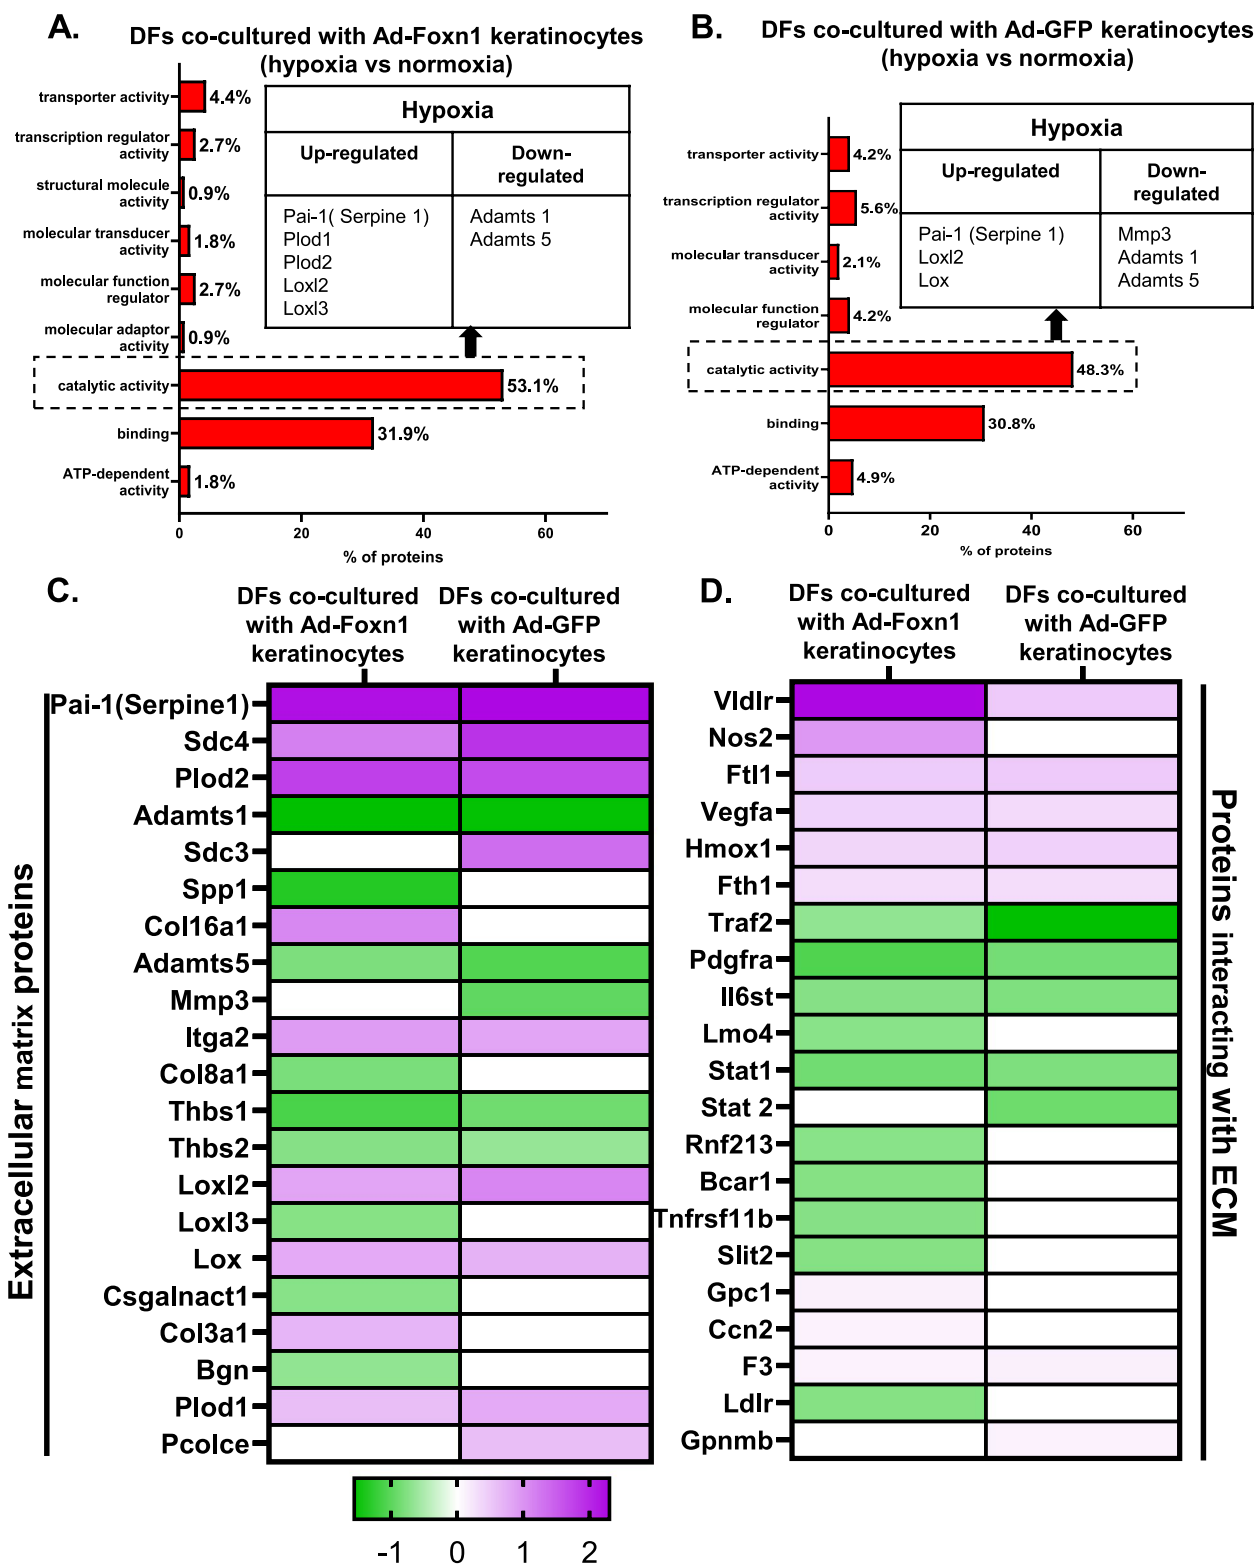 A.
DFs co-cultured with Ad-Foxn1 keratinocytes
(hypoxia vs normoxia)
transporter activity
4.4%
transcription regulator
activity
2.7%
structural molecule
activity
0.9%
molecular transducer
activity
1.8%
molecular function
regulator
2.7%
molecular adaptor
activity
0.9%
catalytic activity
53.1%
binding
31.9%
ATP-dependent
activity
1.8%
0 20 40 60
% of proteins
Hypoxia
Up-regulated
Down-
regulated
Pai-1( Serpine 1)
Plod1
Plod2
Loxl2
Loxl3
Adamts 1
Adamts 5
B.
DFs co-cultured with Ad-GFP keratinocytes
(hypoxia vs normoxia)
transporter activity
4.2%
transcription regulator
activity
5.6%
molecular transducer
activity
2.1%
molecular function
regulator
4.2%
catalytic activity
48.3%
binding
30.8%
ATP-dependent
activity
4.9%
0 20 40 60
% of proteins
Hypoxia
Up-regulated
Down-
regulated
Pai-1 (Serpine 1)
Loxl2
Lox
Mmp3
Adamts 1
Adamts 5
C.
DFs co-cultured
with Ad-Foxn1
keratinocytes
DFs co-cultured
with Ad-GFP
keratinocytes
Extracellular matrix proteins
Pai-1(Serpine1)
Sdc4
Plod2
Adamts1
Sdc3
Spp1
Col16a1
Adamts5
Mmp3
Itga2
Col8a1
Thbs1
Thbs2
Loxl2
Loxl3
Lox
Csgalnact1
Col3a1
Bgn
Plod1
Pcolce
-1 0 1 2
D.
DFs co-cultured
with Ad-Foxn1
keratinocytes
DFs co-cultured
with Ad-GFP
keratinocytes
Vldlr
Nos2
Ftl1
Vegfa
Hmox1
Fth1
Traf2
Pdgfra
Il6st
Lmo4
Stat1
Stat 2
Rnf213
Bcar1
Tnfrsf11b
Slit2
Gpc1
Ccn2
F3
Ldlr
Gpnmb
Proteins interacting with ECM